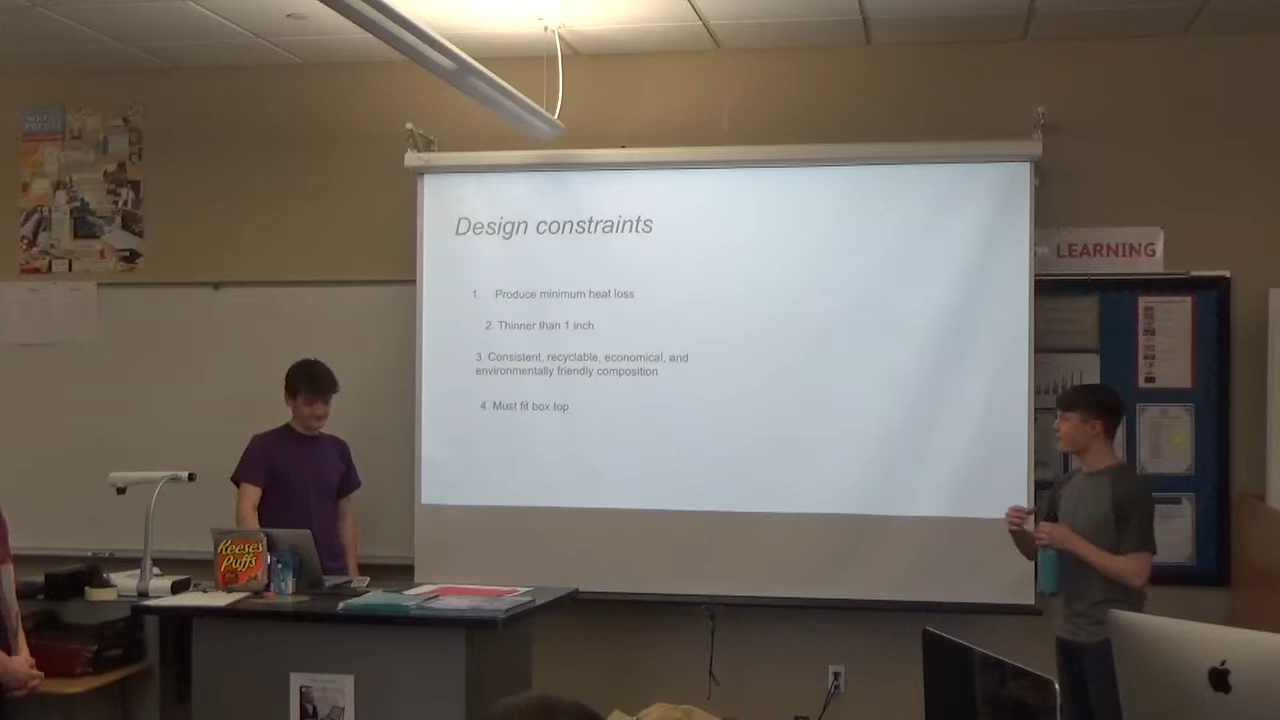 Design constraints
1. Produce minimum heat loss
2. Thinner than 1 inch
3. Consistent, recyclable, economical, and
environmentally friendly composition
4. Must fit box top
LEARNING
Reese's
Puffs